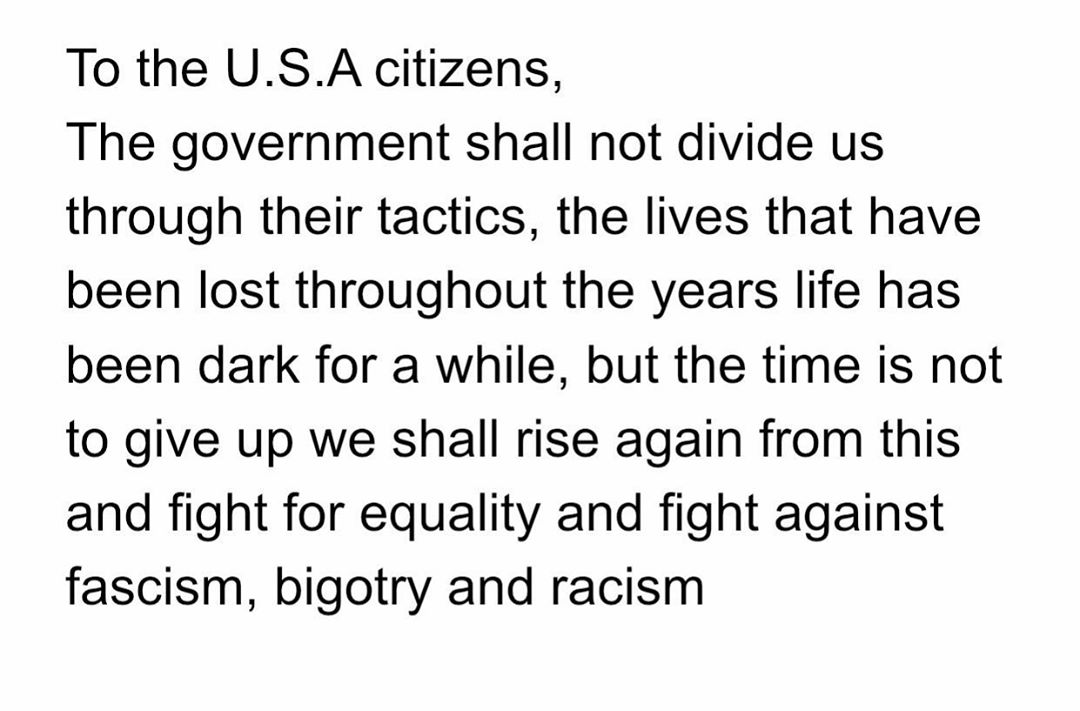 To the U.S.A citizens,
The government shall not divide us
through their tactics, the lives that have
been lost throughout the years life has
been dark for a while, but the time is not
to give up we shall rise again from this
and fight for equality and fight against
fascism, bigotry and racism